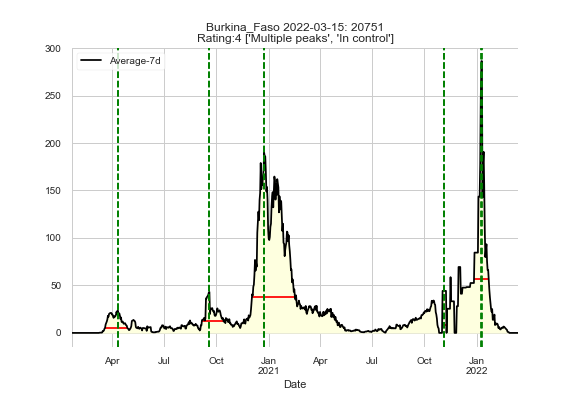 Burkina_Faso 2022-03-15: 20751
Rating:4 ['Multiple peaks', 'In control']
Average-7d
300
250
200
150
100
50
0
Apr Jul Oct Jan Apr Jul Oct Jan
2021 2022
Date